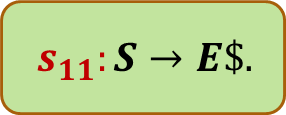 s₁₁: S → E$.